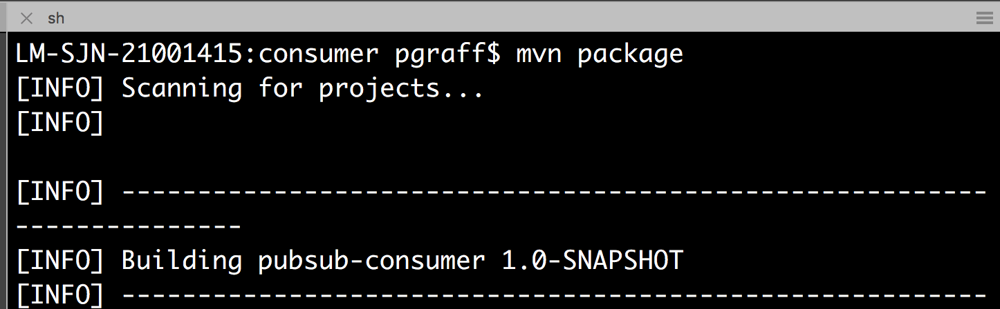 sh
LM-SJN-21001415:consumer pgraff$ mvn package
[INFO] Scanning for projects...
[INFO]
[INFO] ---------------------------------------------------------
---------------
[INFO] Building pubsub-consumer 1.0-SNAPSHOT
[INFO] ---------------------------------------------------------